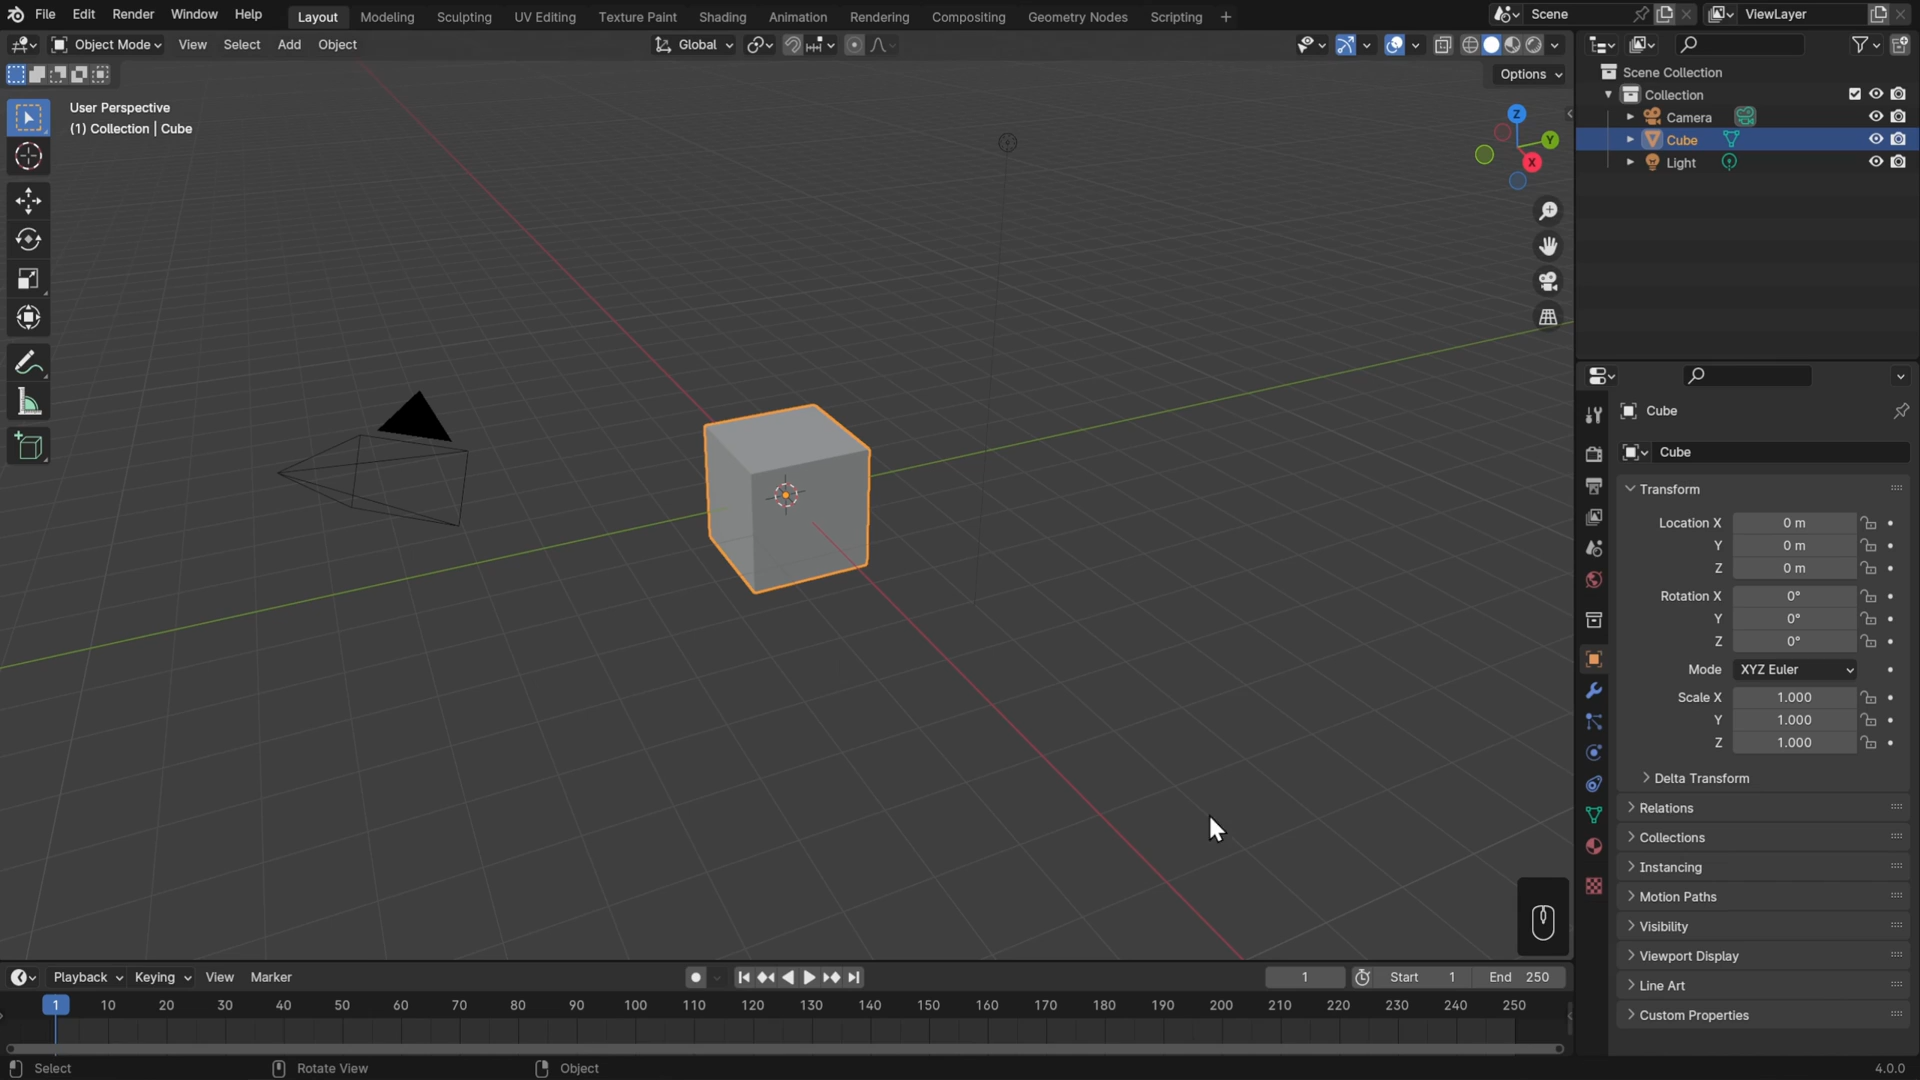 File Edit Render Window Help Layout Modeling Sculpting UV Editing Texture Paint Shading Animation Rendering Compositing Geometry Nodes Scripting + Scene ViewLayer
Object Mode View Select Add Object Global
Options
User Perspective
(1) Collection | Cube
Z
Y
X
Scene Collection
Collection
Camera
Cube
Light
Cube
Cube
Transform
Location X 0 m
Y 0 m
Z 0 m
Rotation X 0°
Y 0°
Z 0°
Mode XYZ Euler
Scale X 1.000
Y 1.000
Z 1.000
Delta Transform
Relations
Collections
Instancing
Motion Paths
Visibility
Viewport Display
Line Art
Custom Properties
Playback Keying View Marker 1 Start 1 End 250
1 10 20 30 40 50 60 70 80 90 100 110 120 130 140 150 160 170 180 190 200 210 220 230 240 250
Select Rotate View Object 4.0.0